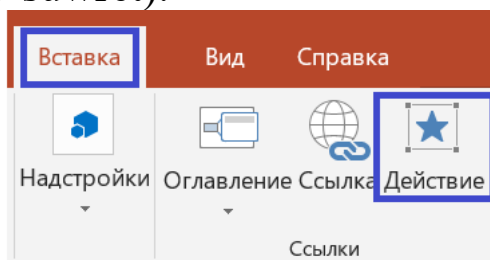 Вставка Вид Справка
Надстройки Оглавление Ссылка Действие
Ссылки